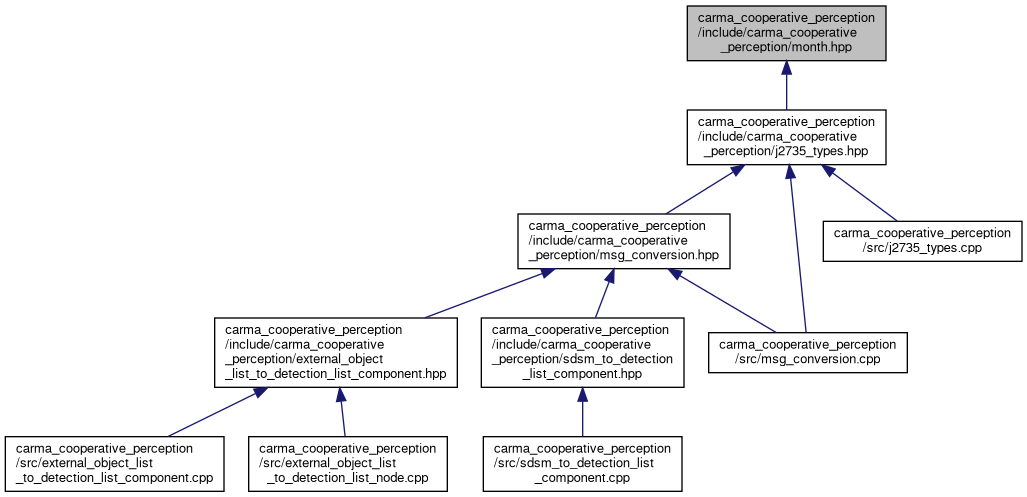 carma_cooperative_perception
/include/carma_cooperative
_perception/month.hpp
carma_cooperative_perception
/include/carma_cooperative
_perception/j2735_types.hpp
carma_cooperative_perception
/include/carma_cooperative
_perception/msg_conversion.hpp
carma_cooperative_perception
/src/j2735_types.cpp
carma_cooperative_perception
/include/carma_cooperative
_perception/external_object
_list_to_detection_list_component.hpp
carma_cooperative_perception
/include/carma_cooperative
_perception/sdsm_to_detection
_list_component.hpp
carma_cooperative_perception
/src/msg_conversion.cpp
carma_cooperative_perception
/src/external_object_list
_to_detection_list_component.cpp
carma_cooperative_perception
/src/external_object_list
_to_detection_list_node.cpp
carma_cooperative_perception
/src/sdsm_to_detection_list
_component.cpp